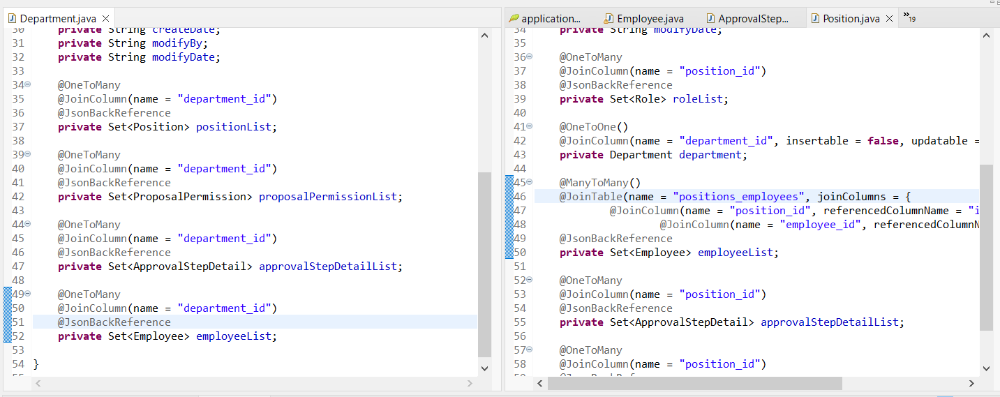 Department.java
30 private String createDate;
31 private String modifyBy;
32 private String modifyDate;
33
34 @OneToMany
35 @JoinColumn(name = "department_id")
36 @JsonBackReference
37 private Set<Position> positionList;
38
39 @OneToMany
40 @JoinColumn(name = "department_id")
41 @JsonBackReference
42 private Set<ProposalPermission> proposalPermissionList;
43
44 @OneToMany
45 @JoinColumn(name = "department_id")
46 @JsonBackReference
47 private Set<ApprovalStepDetail> approvalStepDetailList;
48
49 @OneToMany
50 @JoinColumn(name = "department_id")
51 @JsonBackReference
52 private Set<Employee> employeeList;
53
54 }
55
application... Employee.java ApprovalStep... Position.java »19
34 private String modifyDate;
35
36 @OneToMany
37 @JoinColumn(name = "position_id")
38 @JsonBackReference
39 private Set<Role> roleList;
40
41 @OneToOne()
42 @JoinColumn(name = "department_id", insertable = false, updatable =
43 private Department department;
44
45 @ManyToMany()
46 @JoinTable(name = "positions_employees", joinColumns = {
47 @JoinColumn(name = "position_id", referencedColumnName = "i
48 @JoinColumn(name = "employee_id", referencedColumnN
49 @JsonBackReference
50 private Set<Employee> employeeList;
51
52 @OneToMany
53 @JoinColumn(name = "position_id")
54 @JsonBackReference
55 private Set<ApprovalStepDetail> approvalStepDetailList;
56
57 @OneToMany
58 @JoinColumn(name = "position_id")